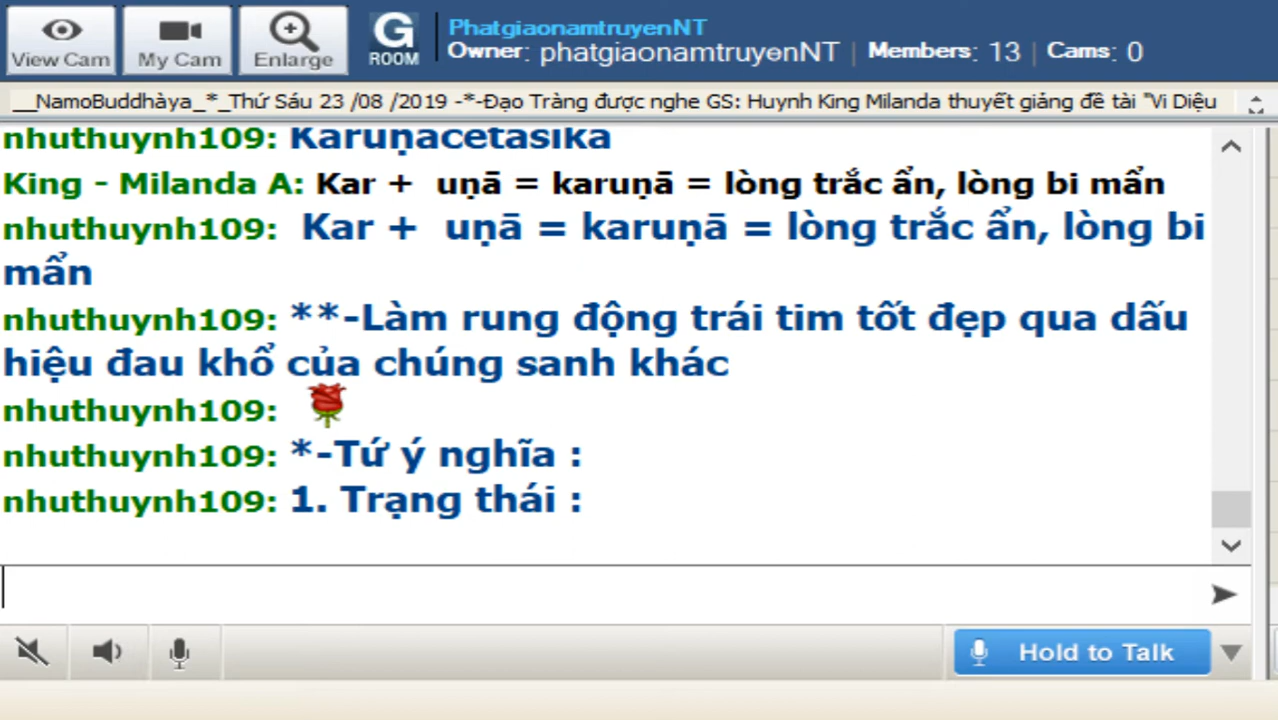 PhatgiaonamtruyenNT
View Cam My Cam Enlarge G ROOM Owner: phatgiaonamtruyenNT | Members: 13 | Cams: 0
__NamoBuddhàya_*_Thứ Sáu 23 /08 /2019 -*-Đạo Tràng được nghe GS: Huynh King Milanda thuyết giảng đề tài "Vi Diệu
nhuthuynh109: Karuṇacetasika
King - Milanda A: Kar + uṇā = karuṇā = lòng trắc ẩn, lòng bi mẩn
nhuthuynh109: Kar + uṇā = karuṇā = lòng trắc ẩn, lòng bi
mẩn
nhuthuynh109: **-Làm rung động trái tim tốt đẹp qua dấu
hiệu đau khổ của chúng sanh khác
nhuthuynh109:
nhuthuynh109: *-Tứ ý nghĩa :
nhuthuynh109: 1. Trạng thái :
Hold to Talk